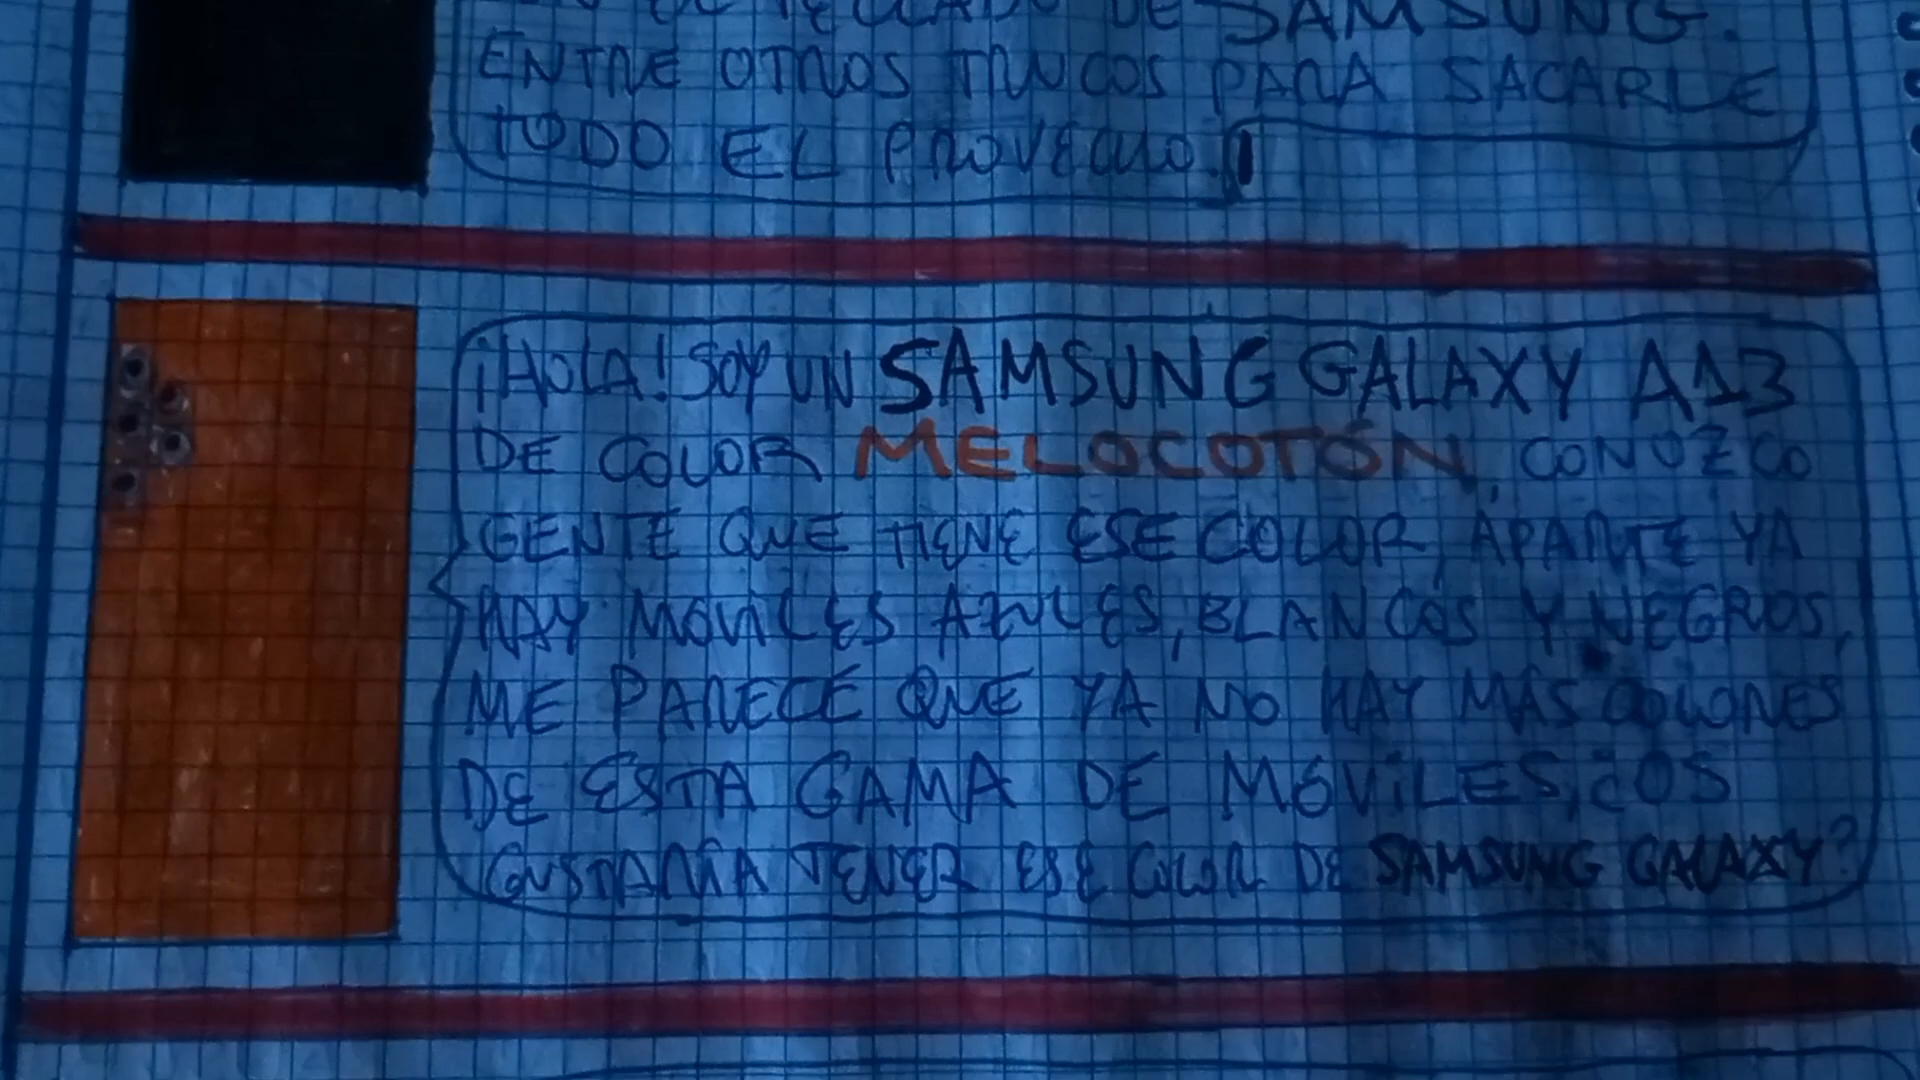 EN EL TECLADO DE SAMSUNG.
ENTRE OTROS TRUCOS PARA SACARLE
TODO EL PROVECHO.
¡HOLA! SOY UN SAMSUNG GALAXY A13
DE COLOR MELOCOTÓN, CONOZCO
GENTE QUE TIENE ESE COLOR, APARTE YA
HAY MÓVILES AZULES, BLANCOS Y NEGROS,
ME PARECE QUE YA NO HAY MÁS COLORES
DE ESTA GAMA DE MÓVILES, ¿OS
GUSTARÍA TENER ESE COLOR DE SAMSUNG GALAXY?